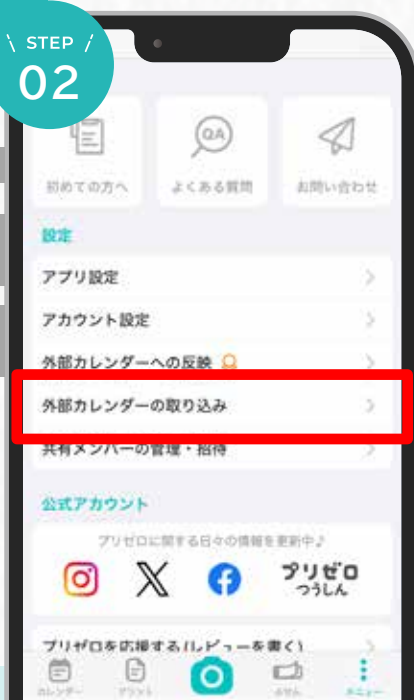 STEP
02
初めての方へ
よくある質問
お問い合わせ
QA
設定
アプリ設定
アカウント設定
外部カレンダーへの反映
外部カレンダーの取り込み
共有メンバーの管理・招待
公式アカウント
プリゼロに関する日々の情報を更新中♪
プリゼロ
つうしん
プリゼロを応援する(レビューを書く)
カレンダー
プリント
メニュー